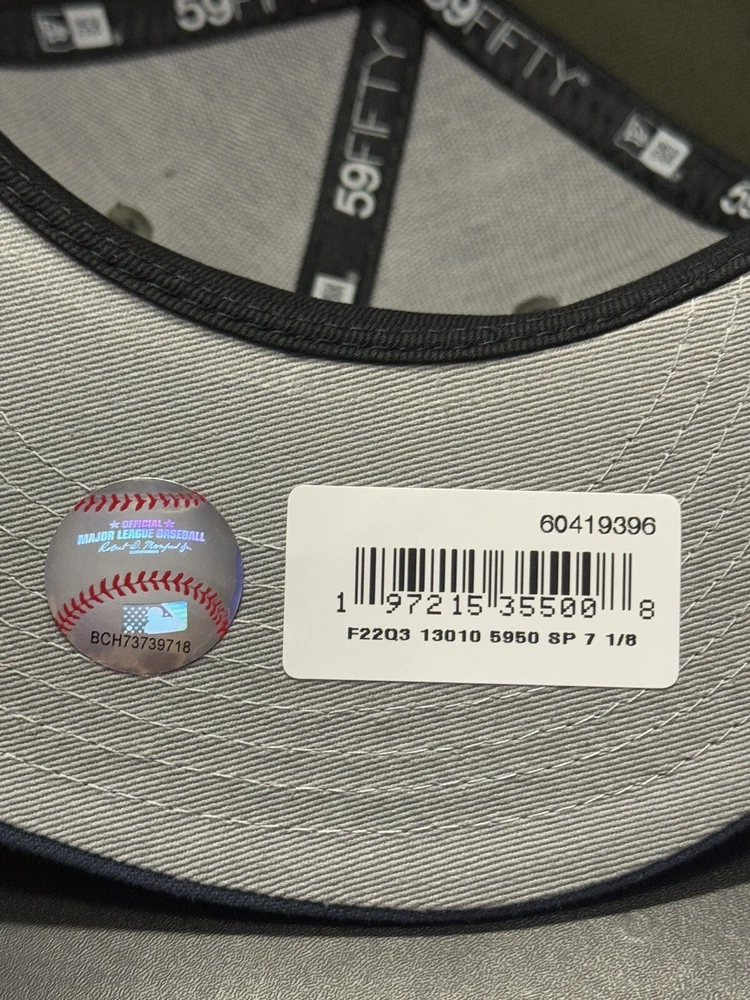 59FIFTY
59FIFTY
59FIFTY
59
OFFICIAL
MAJOR LEAGUE BASEBALL
BCH73739718
60419396
1 97215 35500 8
F22Q3 13010 5950 SP 7 1/8